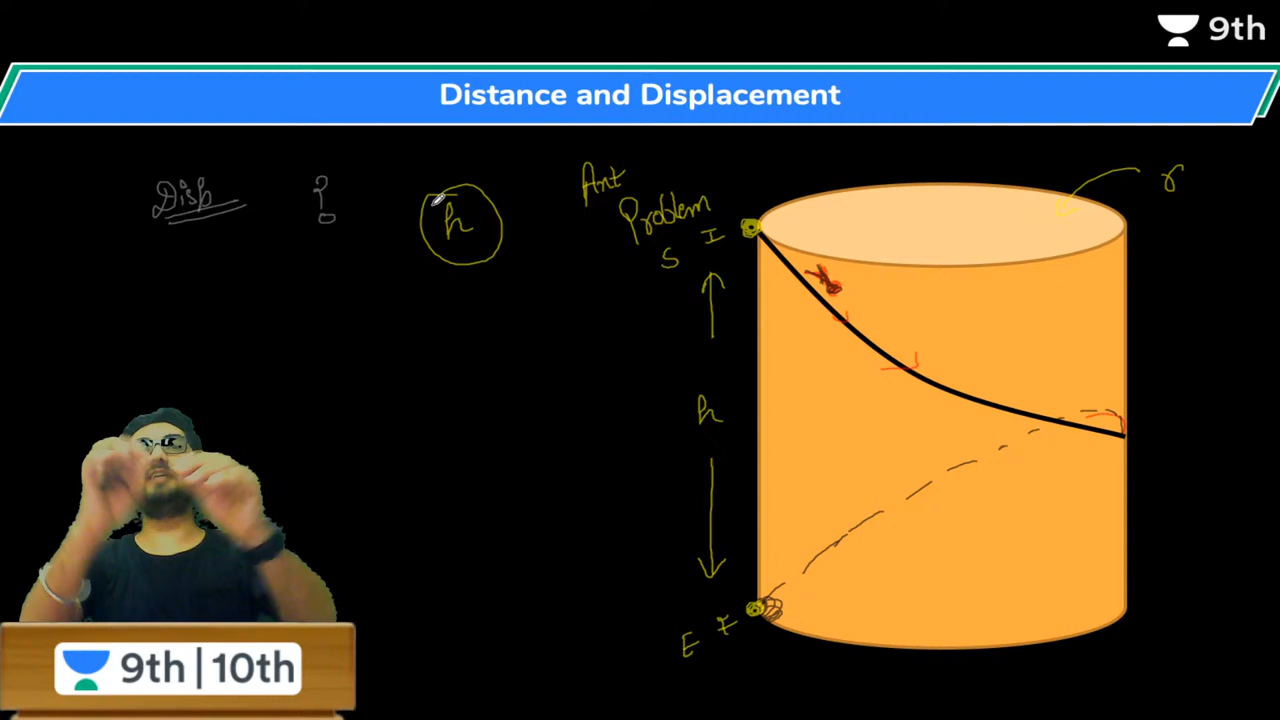 9th
Distance and Displacement
Disp ?
h
Ant
Problem
S I
r
h
E F
9th | 10th